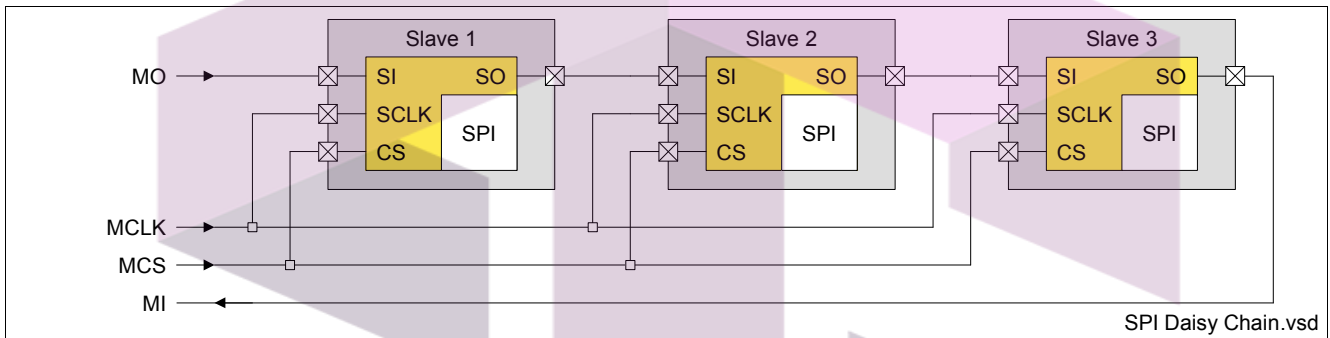 Slave 1
Slave 2
Slave 3
MO
SI
SO
SI
SO
SI
SO
SCLK
SCLK
SCLK
SPI
SPI
SPI
CS
CS
CS
MCLK
MCS
MI
SPI Daisy Chain.vsd